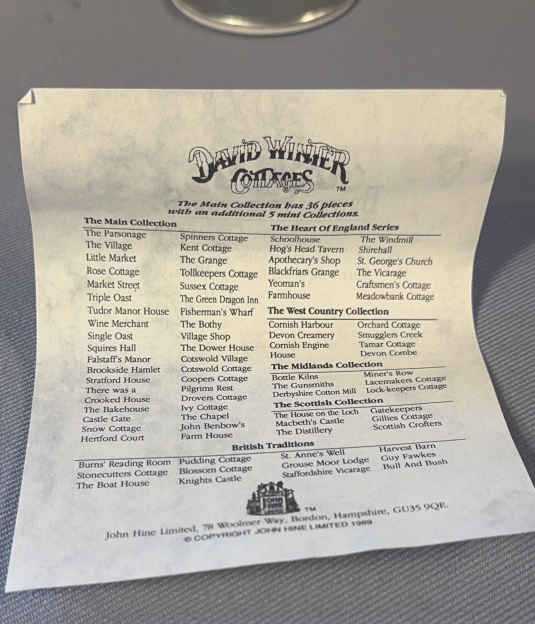 DAVID WINTER
COTTAGES
TM
The Main Collection has 36 pieces
with an additional 5 mini Collections.
The Main Collection
The Parsonage
The Village
Little Market
Rose Cottage
Market Street
Triple Oast
Tudor Manor House
Wine Merchant
Single Oast
Squires Hall
Falstaff's Manor
Brookside Hamlet
Stratford House
There was a
Crooked House
The Bakehouse
Castle Gate
Snow Cottage
Hertford Court
Spinners Cottage
Kent Cottage
The Grange
Tollkeepers Cottage
Sussex Cottage
The Green Dragon Inn
Fisherman's Wharf
The Bothy
Village Shop
The Dower House
Cotswold Village
Cotswold Cottage
Coopers Cottage
Pilgrims Rest
Drovers Cottage
Ivy Cottage
The Chapel
John Benbow's
Farm House
The Heart Of England Series
Schoolhouse
Hog's Head Tavern
Apothecary's Shop
Blackfriars Grange
Yeoman's
Farmhouse
The Windmill
Shirehall
St. George's Church
The Vicarage
Craftsmen's Cottage
Meadowbank Cottage
The West Country Collection
Cornish Harbour
Devon Creamery
Cornish Engine
House
Orchard Cottage
Smugglers Creek
Tamar Cottage
Devon Combe
The Midlands Collection
Bottle Kilns
The Gunsmiths
Derbyshire Cotton Mill
Miner's Row
Lacemakers Cottage
Lock-keepers Cottage
The Scottish Collection
The House on the Loch
Macbeth's Castle
The Distillery
Gatekeepers
Gillies Cottage
Scottish Crofters
British Traditions
Burns' Reading Room
Stonecutters Cottage
The Boat House
Pudding Cottage
Blossom Cottage
Knights Castle
St. Anne's Well
Grouse Moor Lodge
Staffordshire Vicarage
Harvest Barn
Guy Fawkes
Bull And Bush
TM
John Hine Limited, 78 Woolmer Way, Bordon, Hampshire, GU35 9QF.
© COPYRIGHT JOHN HINE LIMITED 1989